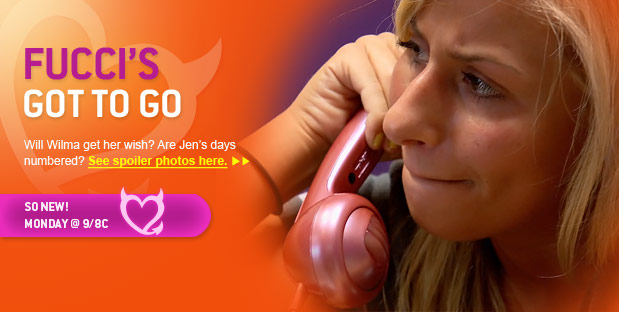 FUCCI'S
GOT TO GO
Will Wilma get her wish? Are Jen's days
numbered? See spoiler photos here.
SO NEW!
MONDAY @ 9/8C